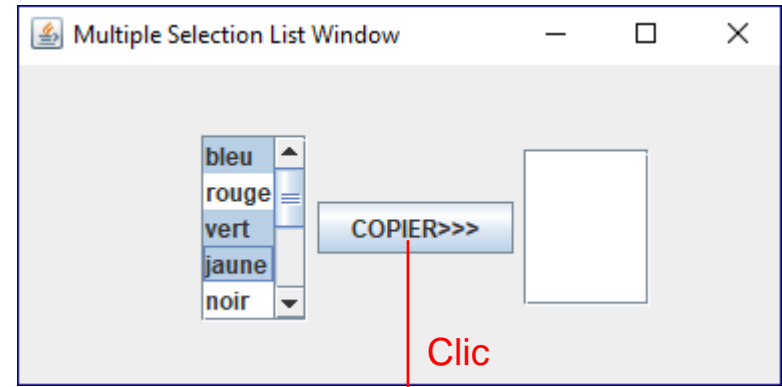 Multiple Selection List Window
bleu
rouge
vert
jaune
noir
COPIER>>>
Clic